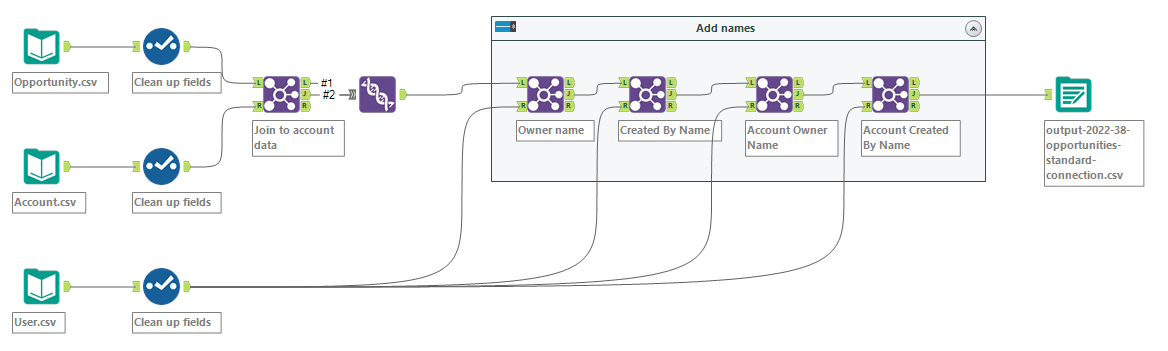 Add names
Opportunity.csv
Clean up fields
L
R
L
J
R
#1
#2
Join to account
data
L
R
L
J
R
Owner name
L
R
L
J
R
Created By Name
L
R
L
J
R
Account Owner
Name
L
R
L
J
R
Account Created
By Name
output-2022-38-
opportunities-
standard-
connection.csv
Account.csv
Clean up fields
User.csv
Clean up fields